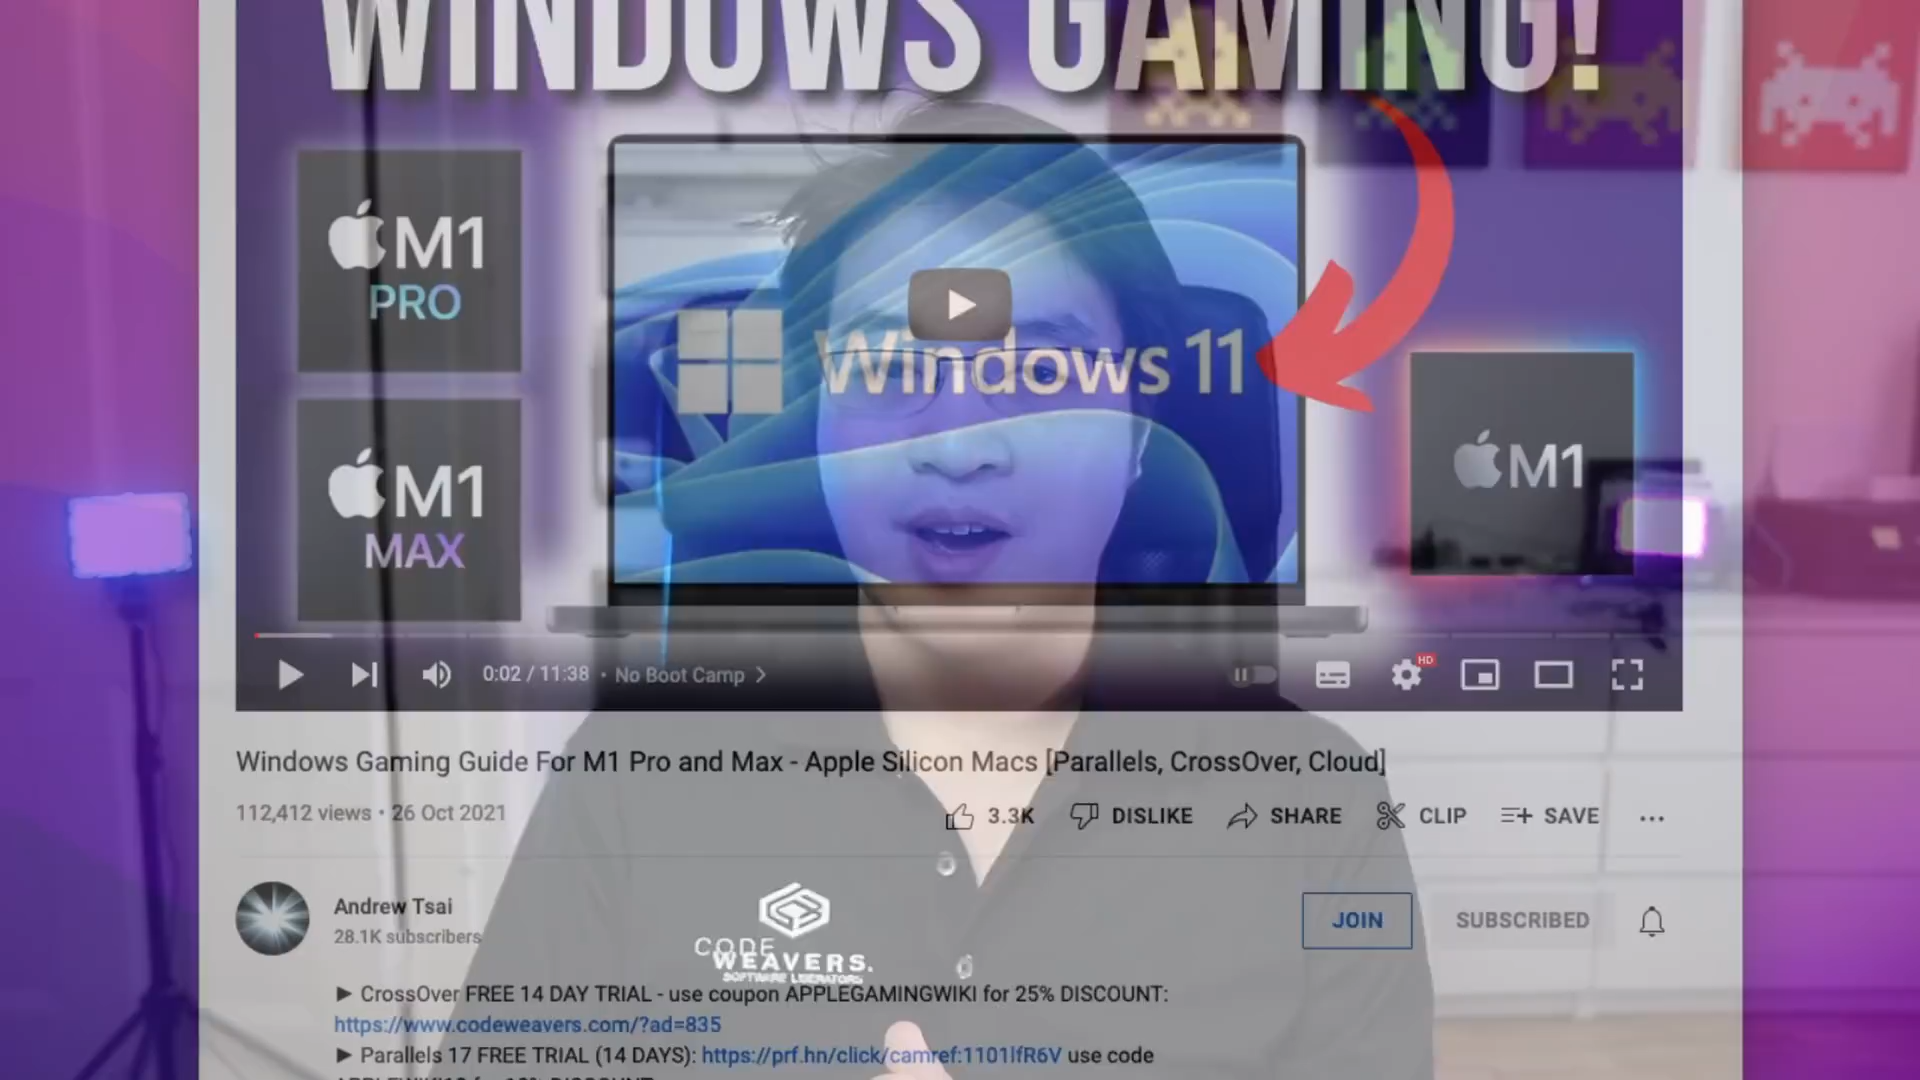 WINDOWS GAMING!
M1
PRO
M1
MAX
Windows 11
M1
0:02 / 11:38 • No Boot Camp
HD
Windows Gaming Guide For M1 Pro and Max - Apple Silicon Macs [Parallels, CrossOver, Cloud]
112,412 views • 26 Oct 2021
3.3K DISLIKE SHARE CLIP SAVE
Andrew Tsai
28.1K subscribers
JOIN SUBSCRIBED
CODE
WEAVERS.
SOFTWARE LIBERATORS
► CrossOver FREE 14 DAY TRIAL - use coupon APPLEGAMINGWIKI for 25% DISCOUNT:
https://www.codeweavers.com/?ad=835
► Parallels 17 FREE TRIAL (14 DAYS): https://prf.hn/click/camref:1101lfR6V use code